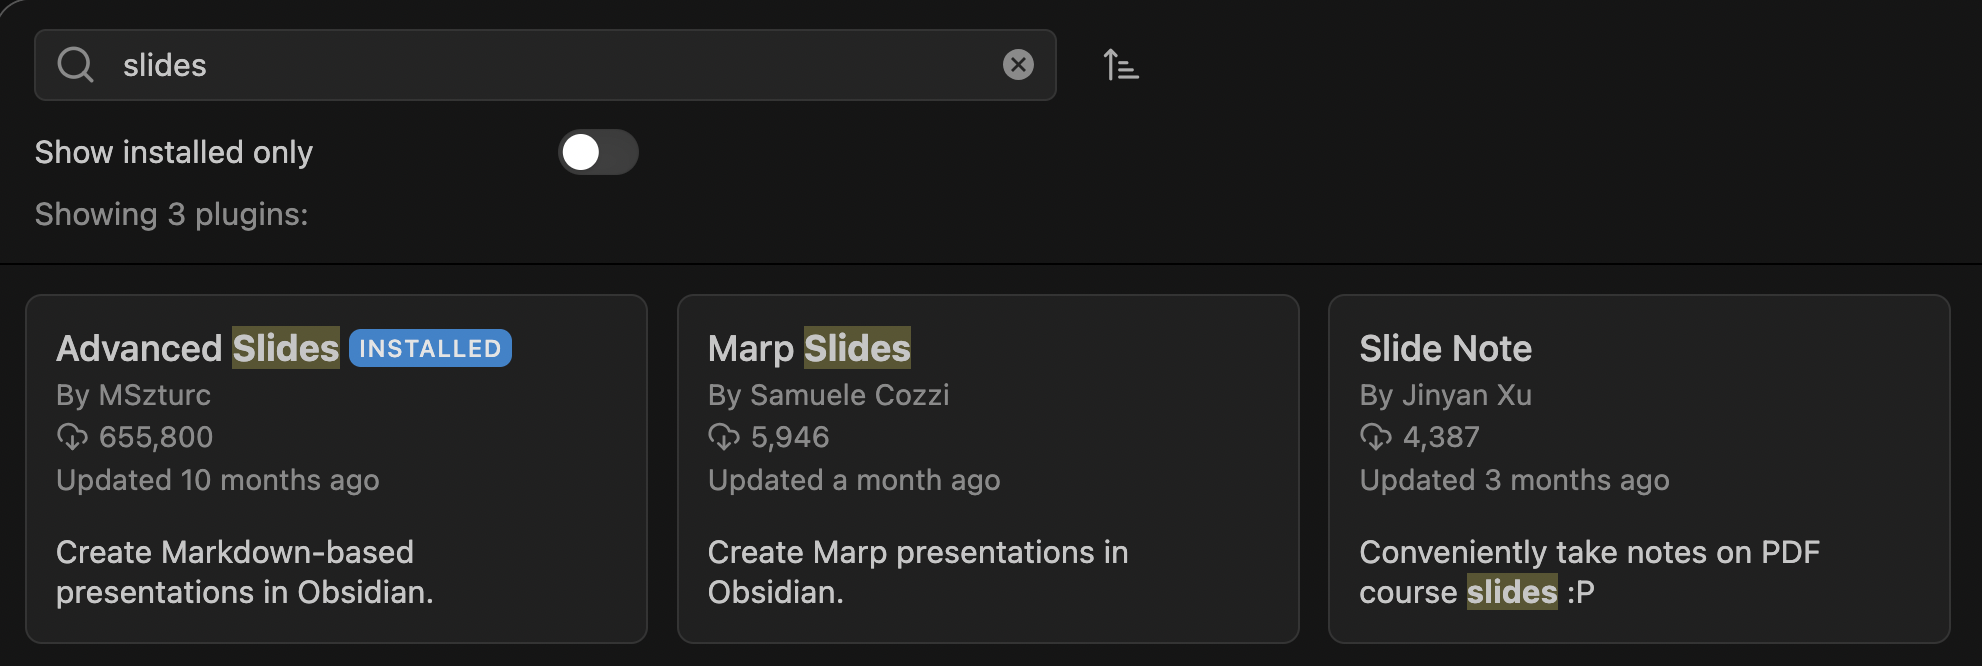 slides
Show installed only
Showing 3 plugins:
Advanced Slides INSTALLED
By MSzturc
655,800
Updated 10 months ago
Create Markdown-based
presentations in Obsidian.
Marp Slides
By Samuele Cozzi
5,946
Updated a month ago
Create Marp presentations in
Obsidian.
Slide Note
By Jinyan Xu
4,387
Updated 3 months ago
Conveniently take notes on PDF
course slides :P